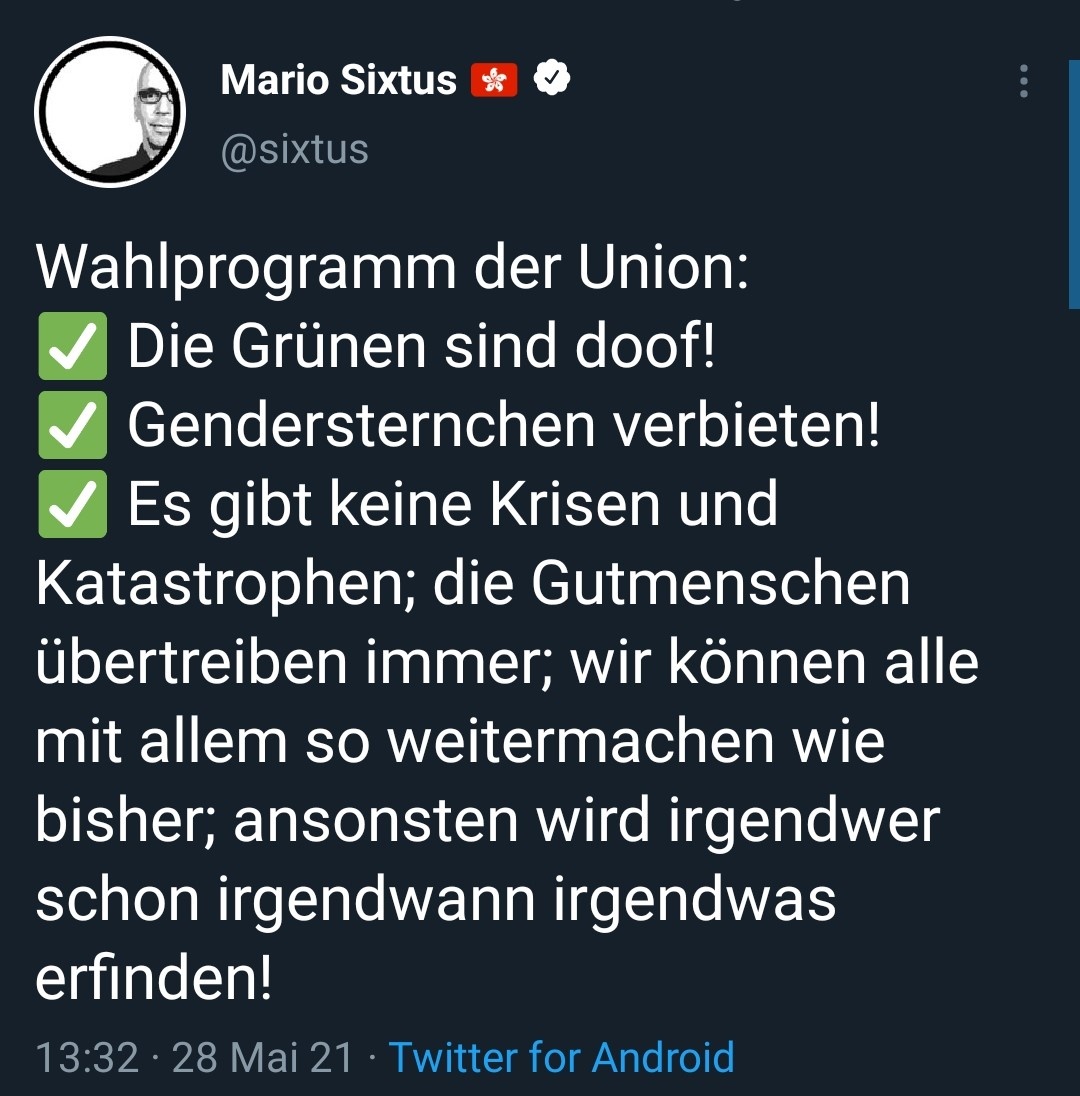 Mario Sixtus 🇭🇰
@sixtus
Wahlprogramm der Union:
✅ Die Grünen sind doof!
✅ Gendersternchen verbieten!
✅ Es gibt keine Krisen und
Katastrophen; die Gutmenschen
übertreiben immer; wir können alle
mit allem so weitermachen wie
bisher; ansonsten wird irgendwer
schon irgendwann irgendwas
erfinden!
13:32 · 28 Mai 21 · Twitter for Android